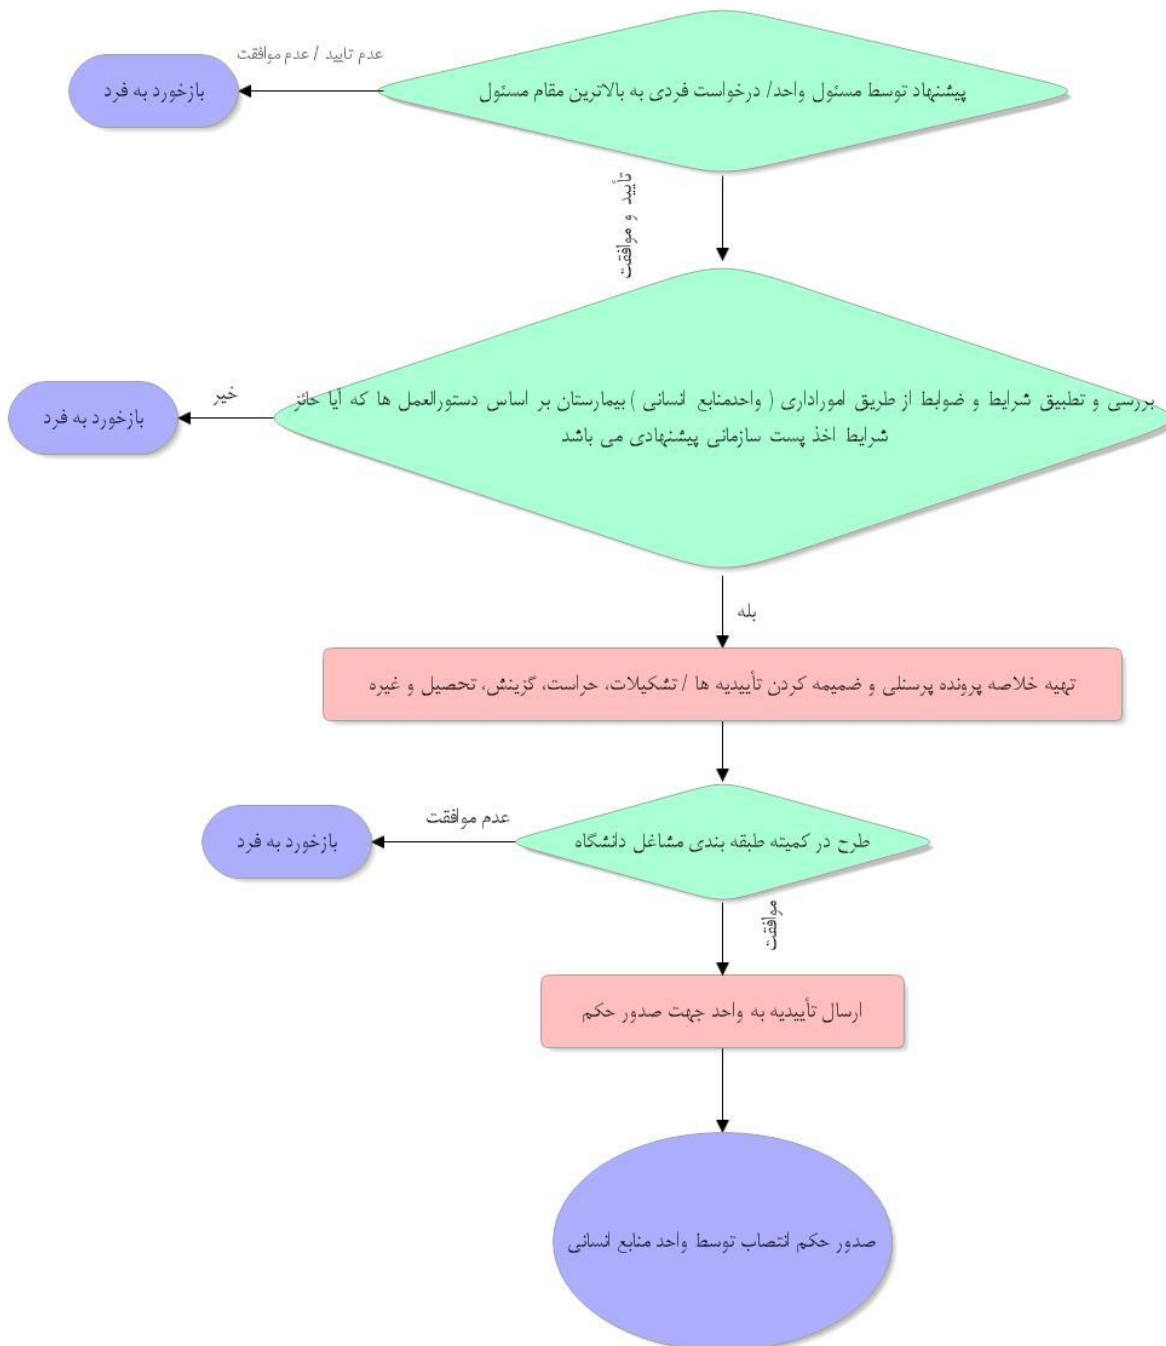 پیشنهاد توسط مسئول واحد/ درخواست فردی به بالاترین مقام مسئول
عدم تایید / عدم موافقت
بازخورد به فرد
تأیید و موافقت
بررسی و تطبیق شرایط و ضوابط از طریق اموراداری ( واحدمنابع انسانی ) بیمارستان بر اساس دستورالعمل ها که آیا حائز
شرایط اخذ پست سازمانی پیشنهادی می باشد
خیر
بازخورد به فرد
بله
تهیه خلاصه پرونده پرسنلی و ضمیمه کردن تأییدیه ها / تشکیلات، حراست، گزینش، تحصیل و غیره
طرح در کمیته طبقه بندی مشاغل دانشگاه
عدم موافقت
بازخورد به فرد
موافقت
ارسال تأییدیه به واحد جهت صدور حکم
صدور حکم انتصاب توسط واحد منابع انسانی